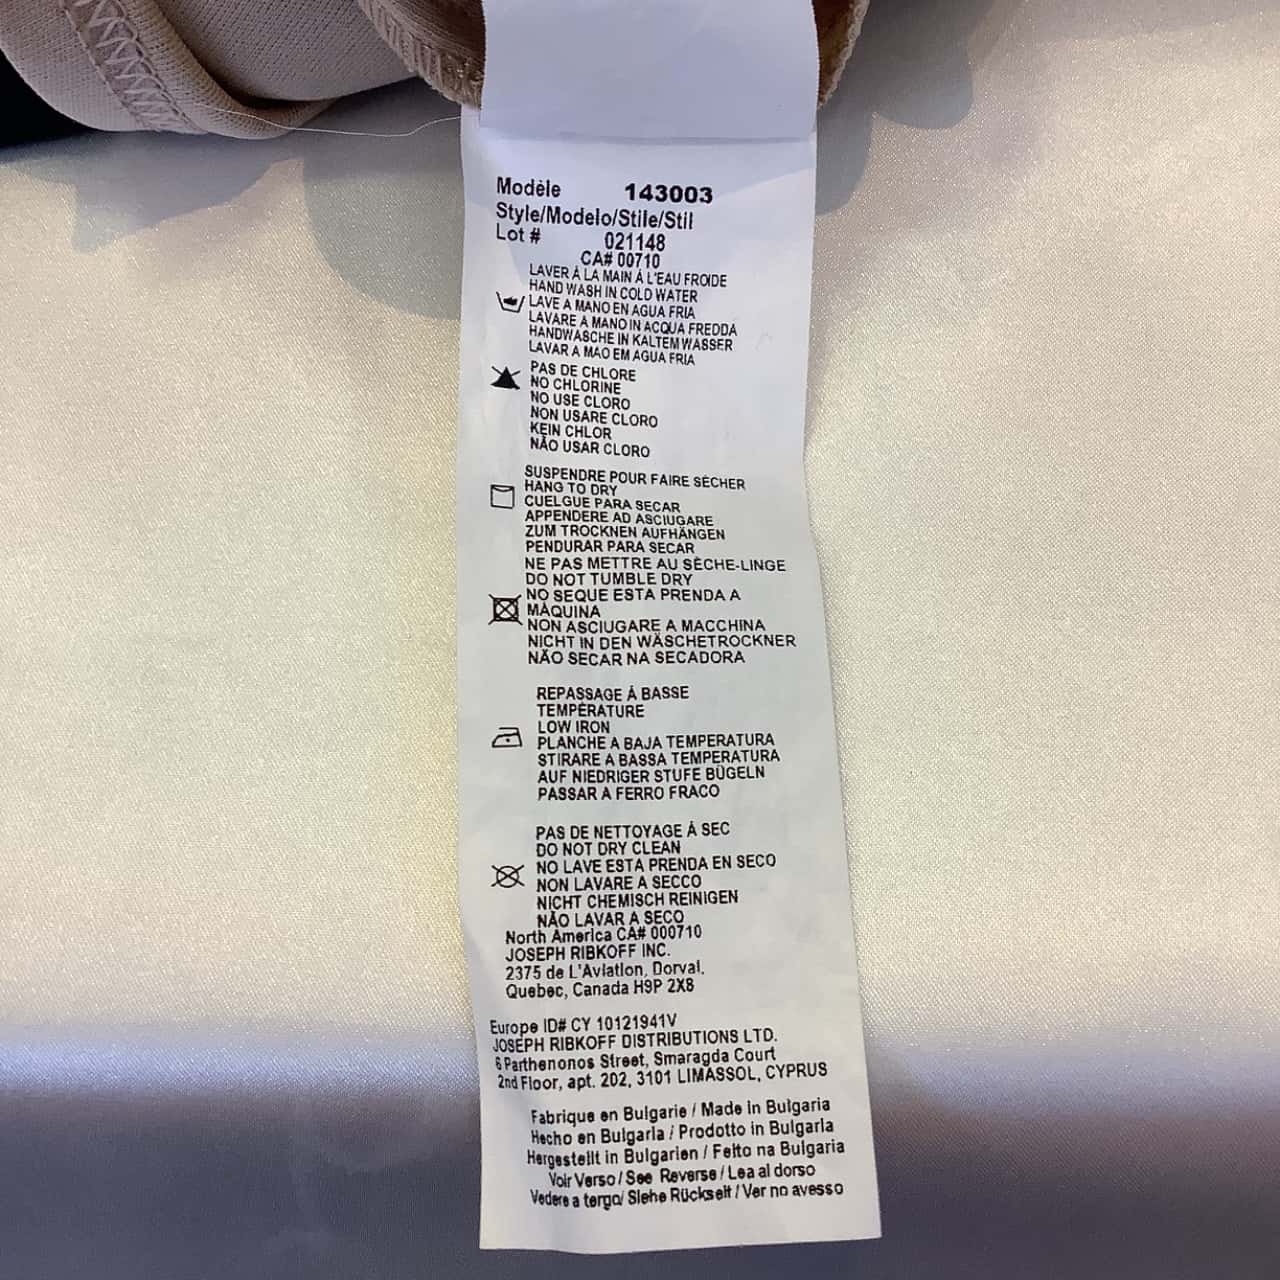 Modèle 143003
Style/Modelo/Stile/Stil
Lot # 021148
CA# 00710
LAVER À LA MAIN À L'EAU FROIDE
HAND WASH IN COLD WATER
LAVE A MANO EN AGUA FRIA
LAVARE A MANO IN ACQUA FREDDA
HANDWASCHE IN KALTEM WASSER
LAVAR A MAO EM AGUA FRIA
PAS DE CHLORE
NO CHLORINE
NO USE CLORO
NON USARE CLORO
KEIN CHLOR
NÃO USAR CLORO
SUSPENDRE POUR FAIRE SÈCHER
HANG TO DRY
CUELGUE PARA SECAR
APPENDERE AD ASCIUGARE
ZUM TROCKNEN AUFHÄNGEN
PENDURAR PARA SECAR
NE PAS METTRE AU SÈCHE-LINGE
DO NOT TUMBLE DRY
NO SEQUE ESTA PRENDA A
MÀQUINA
NON ASCIUGARE A MACCHINA
NICHT IN DEN WÄSCHETROCKNER
NÃO SECAR NA SECADORA
REPASSAGE À BASSE
TEMPÉRATURE
LOW IRON
PLANCHE A BAJA TEMPERATURA
STIRARE A BASSA TEMPERATURA
AUF NIEDRIGER STUFE BÜGELN
PASSAR A FERRO FRACO
PAS DE NETTOYAGE À SEC
DO NOT DRY CLEAN
NO LAVE ESTA PRENDA EN SECO
NON LAVARE A SECCO
NICHT CHEMISCH REINIGEN
NÃO LAVAR A SECO
North America CA# 000710
JOSEPH RIBKOFF INC.
2375 de L'Aviation, Dorval,
Quebec, Canada H9P 2X8
Europe ID# CY 10121941V
JOSEPH RIBKOFF DISTRIBUTIONS LTD.
6 Parthenonos Street, Smaragda Court
2nd Floor, apt. 202, 3101 LIMASSOL, CYPRUS
Fabrique en Bulgarie / Made in Bulgaria
Hecho en Bulgaria / Prodotto in Bulgaria
Hergestellt in Bulgarien / Feito na Bulgaria
Voir Verso / See Reverse / Lea al dorso
Vedere a tergo/ Siehe Rückseit / Ver no avesso